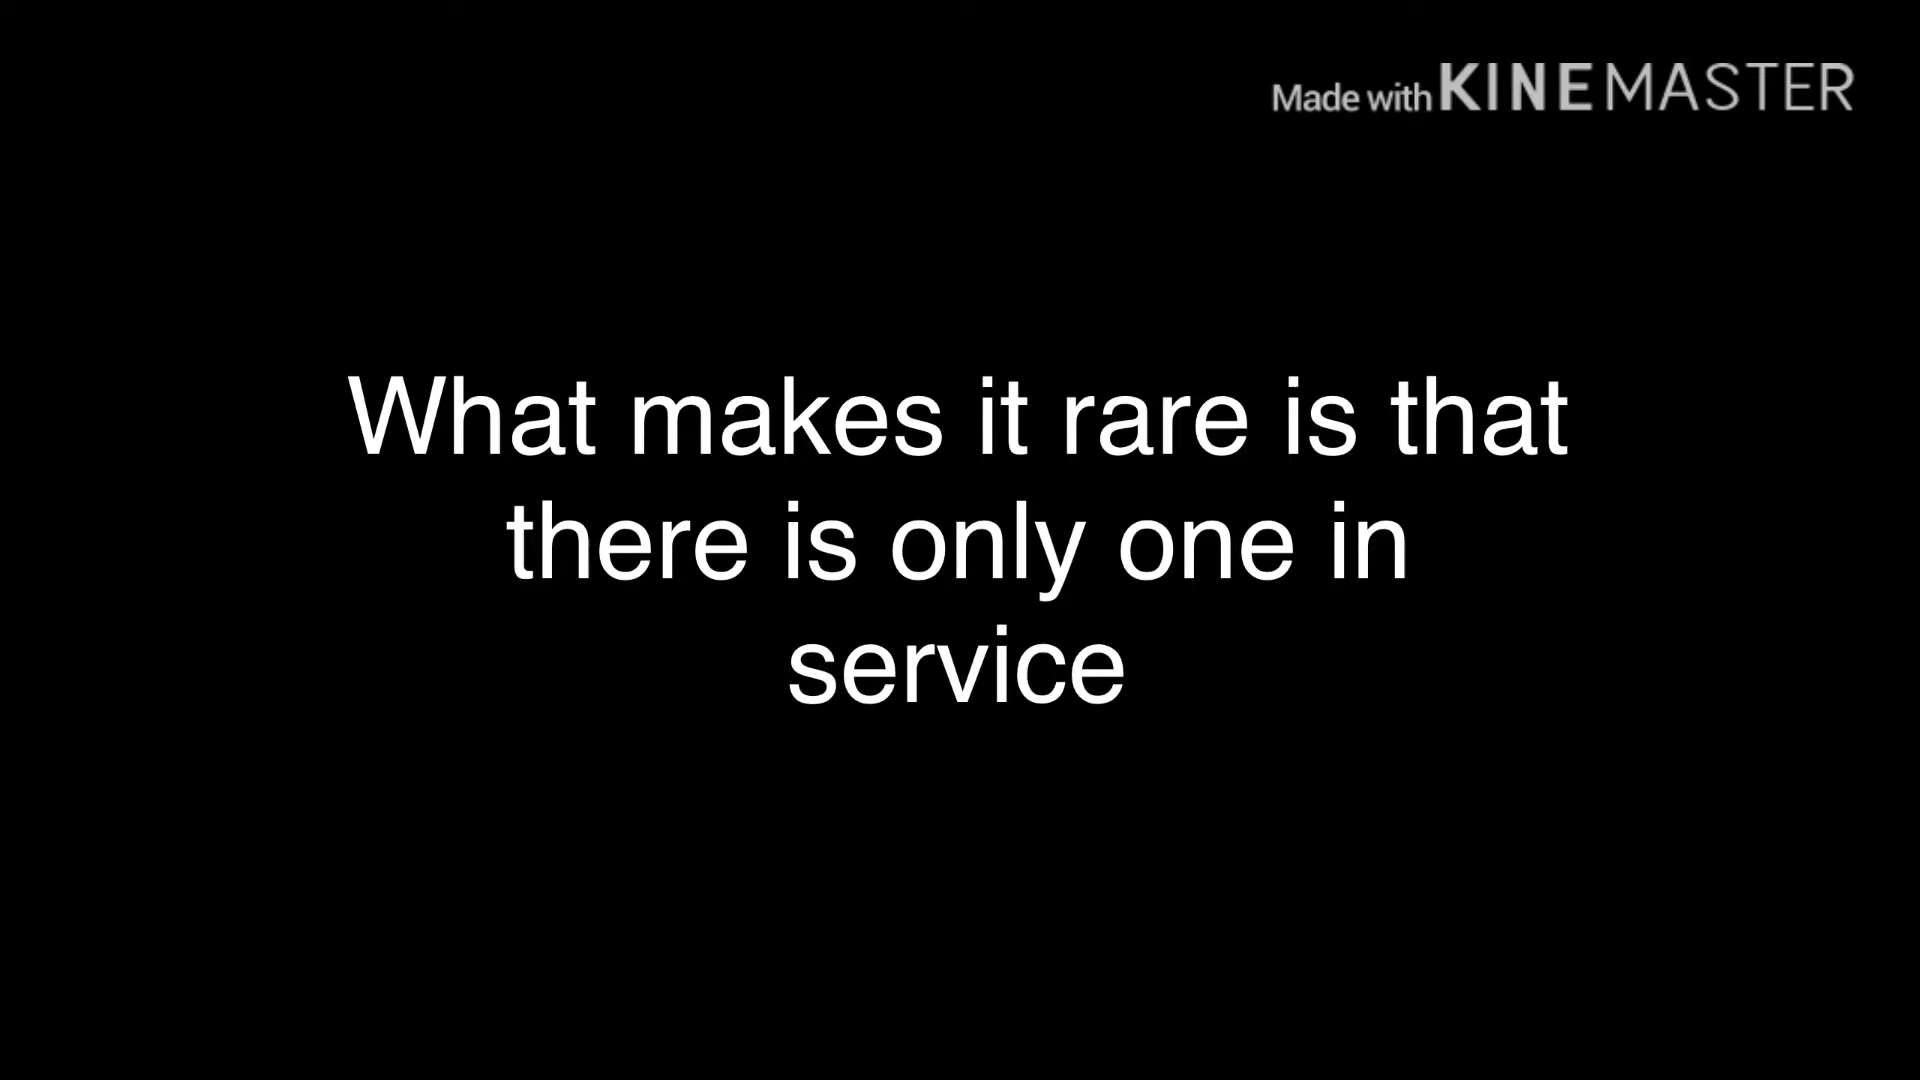 Made with KINEMASTER
What makes it rare is that
there is only one in
service